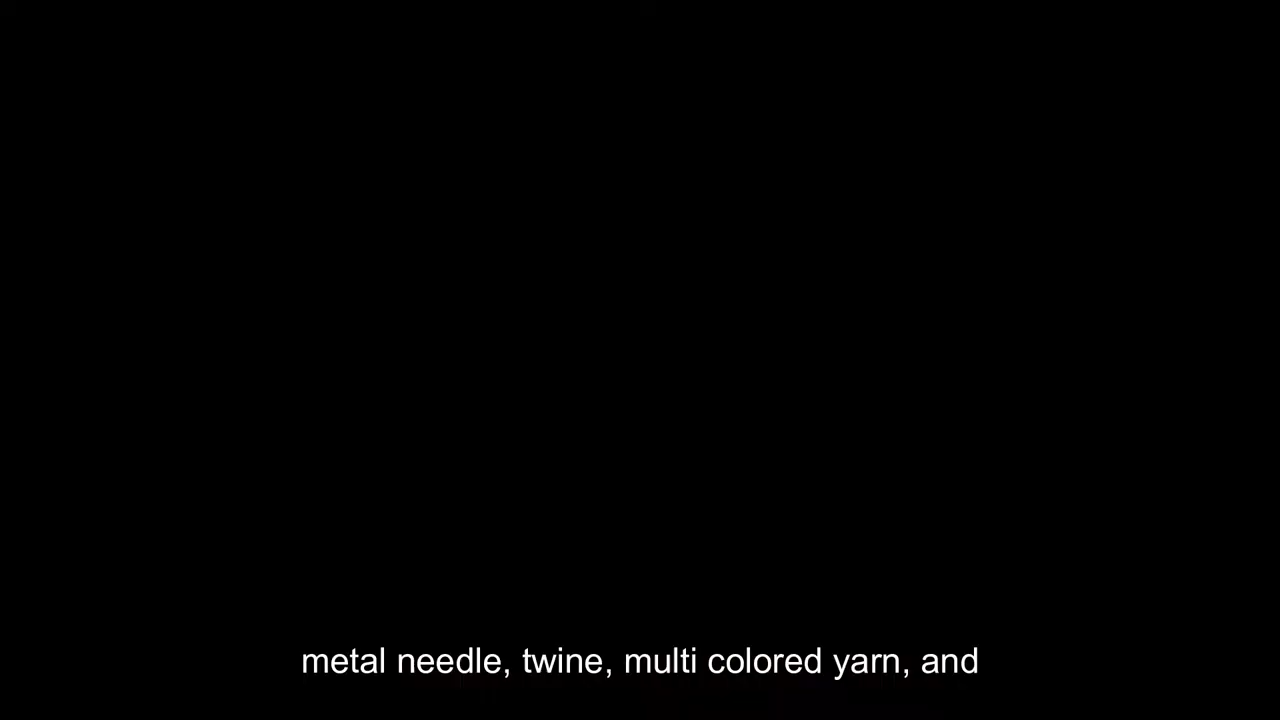 metal needle, twine, multi colored yarn, and